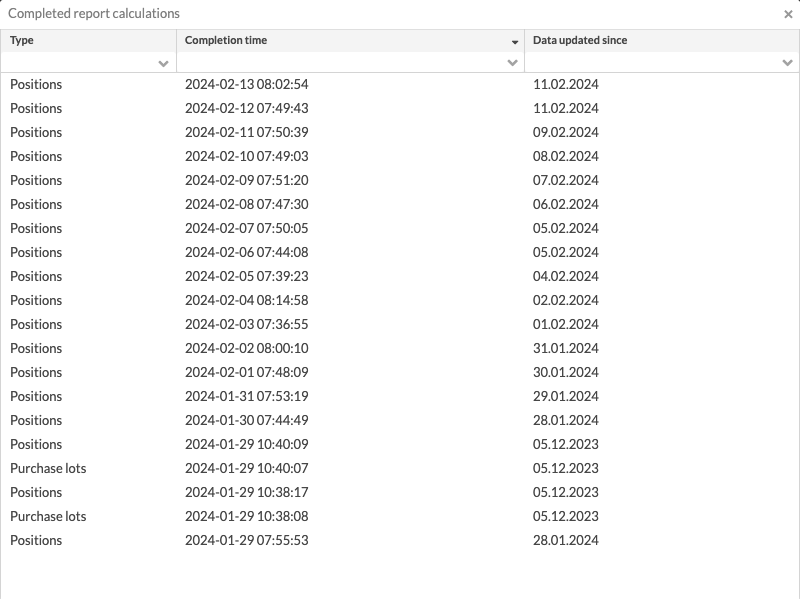 Completed report calculations
Type Completion time Data updated since
Positions 2024-02-13 08:02:54 11.02.2024
Positions 2024-02-12 07:49:43 11.02.2024
Positions 2024-02-11 07:50:39 09.02.2024
Positions 2024-02-10 07:49:03 08.02.2024
Positions 2024-02-09 07:51:20 07.02.2024
Positions 2024-02-08 07:47:30 06.02.2024
Positions 2024-02-07 07:50:05 05.02.2024
Positions 2024-02-06 07:44:08 05.02.2024
Positions 2024-02-05 07:39:23 04.02.2024
Positions 2024-02-04 08:14:58 02.02.2024
Positions 2024-02-03 07:36:55 01.02.2024
Positions 2024-02-02 08:00:10 31.01.2024
Positions 2024-02-01 07:48:09 30.01.2024
Positions 2024-01-31 07:53:19 29.01.2024
Positions 2024-01-30 07:44:49 28.01.2024
Positions 2024-01-29 10:40:09 05.12.2023
Purchase lots 2024-01-29 10:40:07 05.12.2023
Positions 2024-01-29 10:38:17 05.12.2023
Purchase lots 2024-01-29 10:38:08 05.12.2023
Positions 2024-01-29 07:55:53 28.01.2024